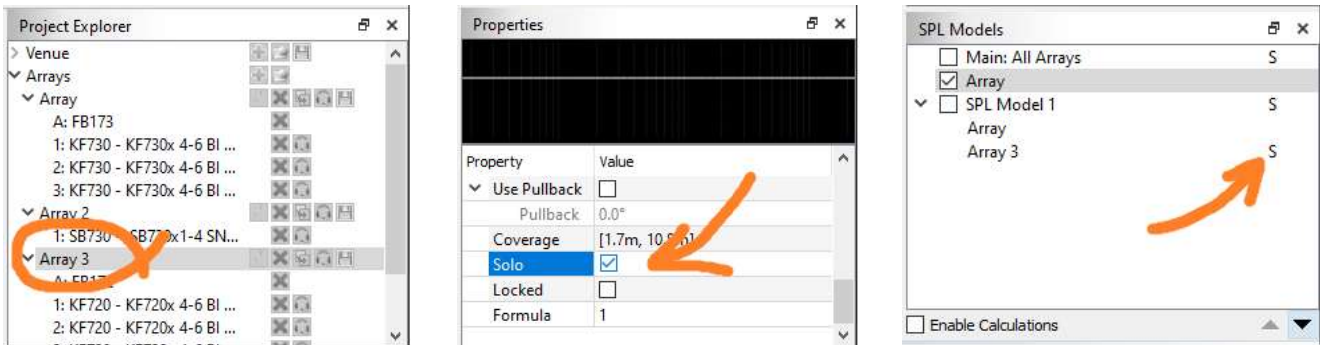 Project Explorer
Venue
Arrays
Array
A: FB173
1: KF730 - KF730x 4-6 BI ...
2: KF730 - KF730x 4-6 BI ...
3: KF730 - KF730x 4-6 BI ...
Array 2
1: SB730 - SB730x1-4 SN...
Array 3
1: KF720 - KF720x 4-6 BI ...
2: KF720 - KF720x 4-6 BI ...
Properties
Property Value
Use Pullback
Pullback 0.0°
Coverage
Solo
Locked
Formula 1
SPL Models
Main: All Arrays S
Array
SPL Model 1 S
Array
Array 3 S
Enable Calculations